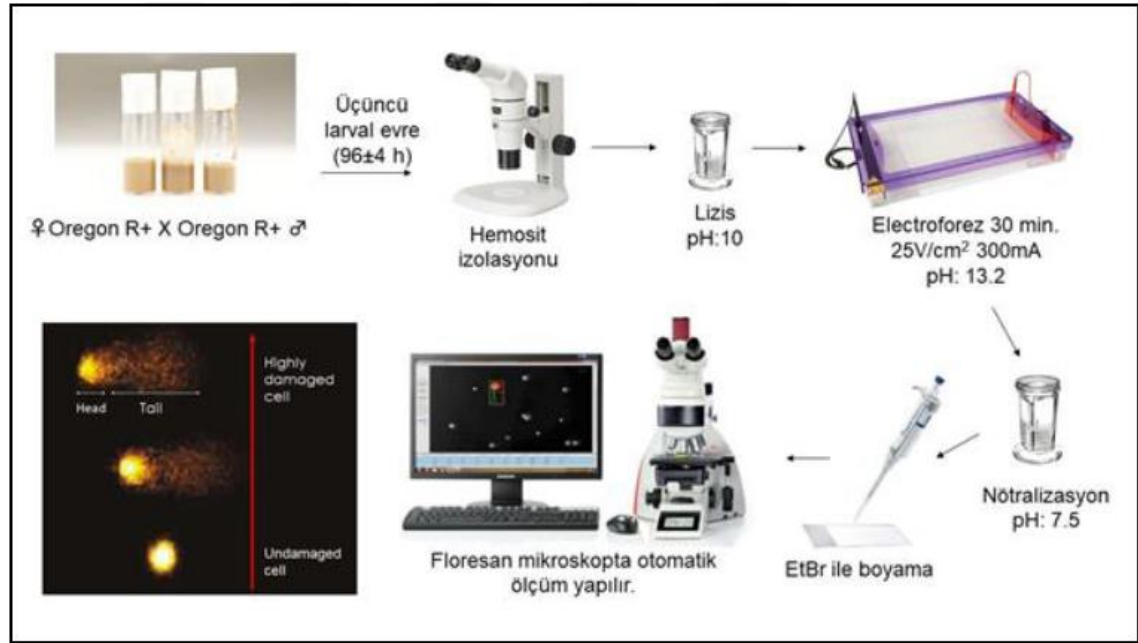 Üçüncü
larval evre
(96±4 h)
♀Oregon R+ X Oregon R+ ♂
Hemosit
izolasyonu
Lizis
pH:10
Electroforez 30 min.
25V/cm² 300mA
pH: 13.2
Nötralizasyon
pH: 7.5
EtBr ile boyama
Floresan mikroskopta otomatik
ölçüm yapılır.
Highly
damaged
cell
Head
Tail
Undamaged
cell